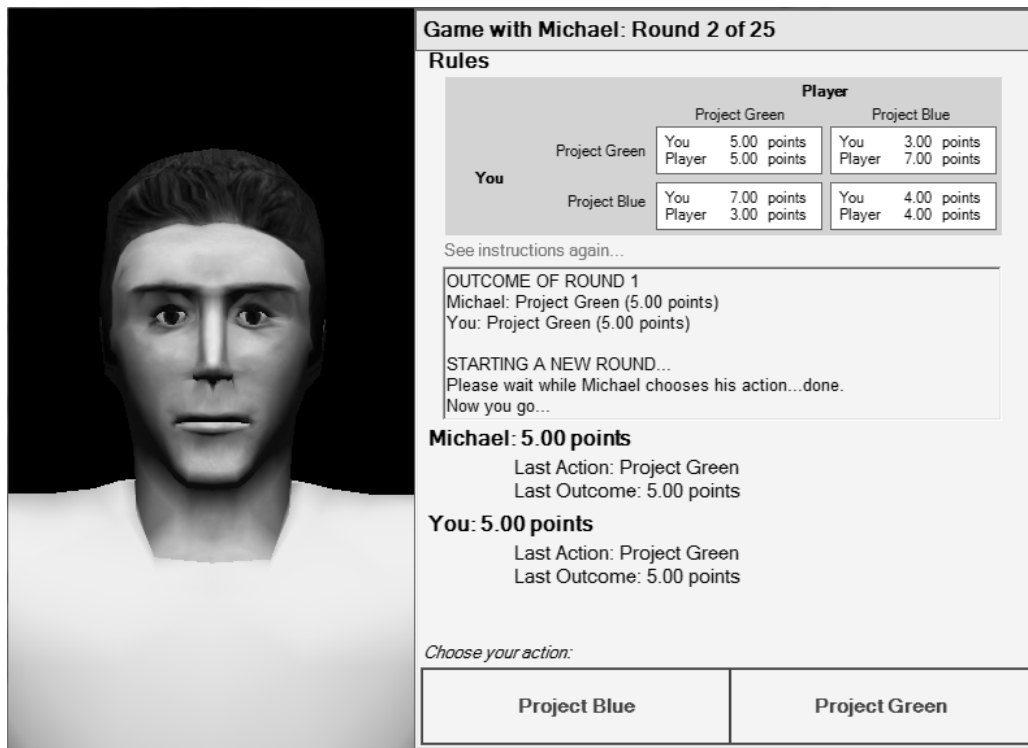 Game with Michael: Round 2 of 25
Rules
Player
Project Green Project Blue
You
Project Green
You 5.00 points
Player 5.00 points
You 3.00 points
Player 7.00 points
Project Blue
You 7.00 points
Player 3.00 points
You 4.00 points
Player 4.00 points
See instructions again...
OUTCOME OF ROUND 1
Michael: Project Green (5.00 points)
You: Project Green (5.00 points)
STARTING A NEW ROUND...
Please wait while Michael chooses his action...done.
Now you go...
Michael: 5.00 points
Last Action: Project Green
Last Outcome: 5.00 points
You: 5.00 points
Last Action: Project Green
Last Outcome: 5.00 points
Choose your action:
Project Blue Project Green